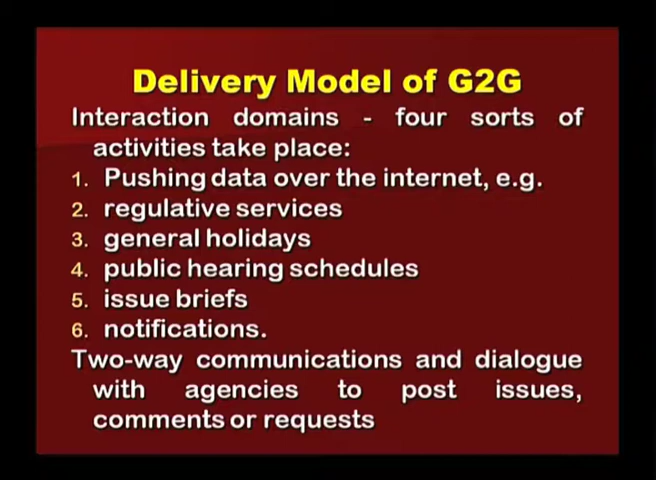 Delivery Model of G2G
Interaction domains - four sorts of
activities take place:
1. Pushing data over the internet, e.g.
2. regulative services
3. general holidays
4. public hearing schedules
5. issue briefs
6. notifications.
Two-way communications and dialogue
with agencies to post issues,
comments or requests